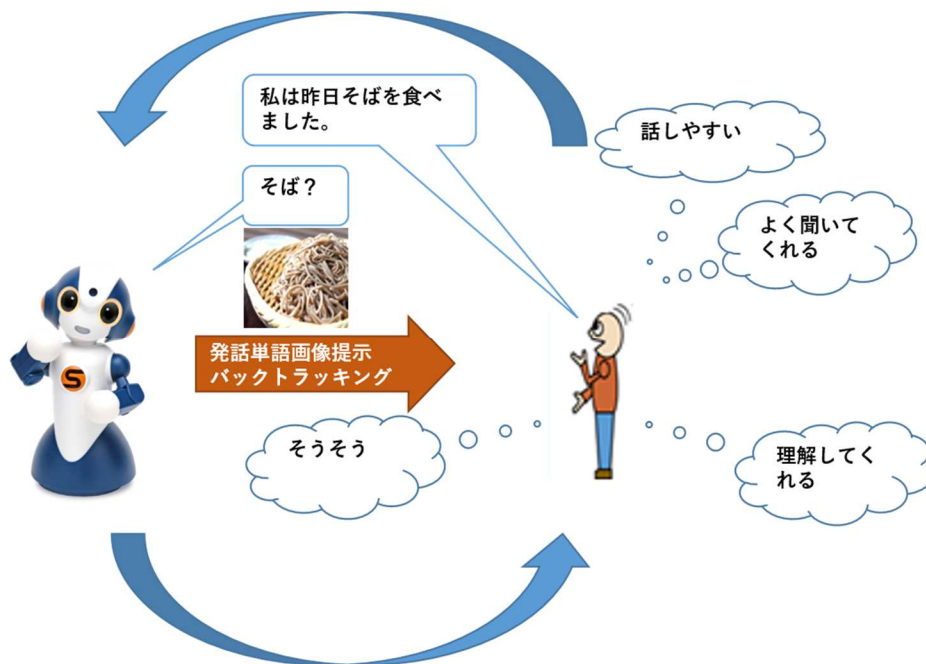 私は昨日そばを食べ
ました。
話しやすい
そば？
よく聞いて
くれる
発話単語画像提示
バックトラッキング
そうそう
理解してく
れる
S